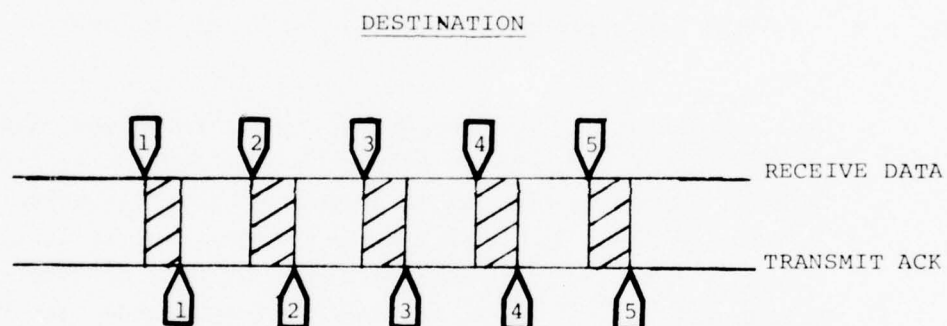 DESTINATION
1 2 3 4 5
RECEIVE DATA
TRANSMIT ACK
1 2 3 4 5